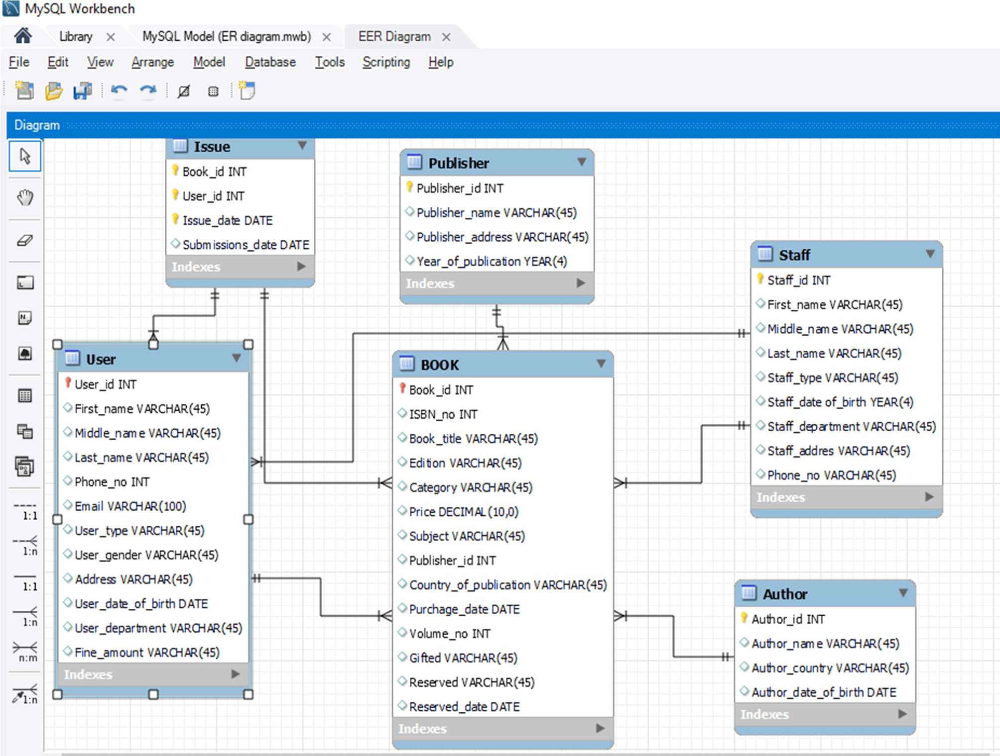 MySQL Workbench
Library
MySQL Model (ER diagram.mwb)
EER Diagram
File Edit View Arrange Model Database Tools Scripting Help
Diagram
Issue
Book_id INT
User_id INT
Issue_date DATE
Submissions_date DATE
Indexes
Publisher
Publisher_id INT
Publisher_name VARCHAR(45)
Publisher_address VARCHAR(45)
Year_of_publication YEAR(4)
Indexes
Staff
Staff_id INT
First_name VARCHAR(45)
Middle_name VARCHAR(45)
Last_name VARCHAR(45)
Staff_type VARCHAR(45)
Staff_date of_birth YEAR(4)
Staff_department VARCHAR(45)
Staff_addres VARCHAR(45)
Phone_no VARCHAR(45)
Indexes
User
User_id INT
First_name VARCHAR(45)
Middle_name VARCHAR(45)
Last_name VARCHAR(45)
Phone_no INT
Email VARCHAR(100)
User_type VARCHAR(45)
User_gender VARCHAR(45)
Address VARCHAR(45)
User_date_of_birth DATE
User_department VARCHAR(45)
Fine_amount VARCHAR(45)
Indexes
BOOK
Book_id INT
ISBN_no INT
Book_title VARCHAR(45)
Edition VARCHAR(45)
Category VARCHAR(45)
Price DECIMAL(10,0)
Subject VARCHAR(45)
Publisher_id INT
Country_of_publication VARCHAR(45)
Purchage_date DATE
Volume_no INT
Gifted VARCHAR(45)
Reserved VARCHAR(45)
Reserved_date DATE
Indexes
Author
Author_id INT
Author_name VARCHAR(45)
Author_country VARCHAR(45)
Author_date_of_birth DATE
Indexes
N
1:1
1:n
1:1
1:n
n:m
1:n